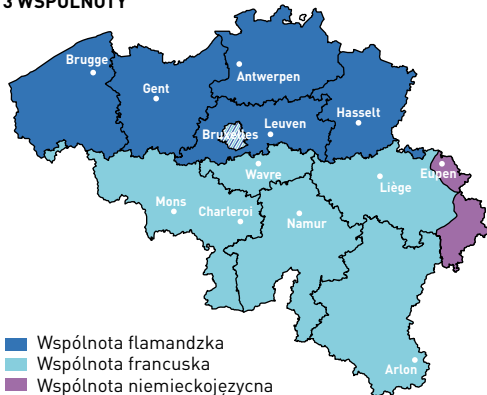 3 WSPÓLNOTY
Brugge
Antwerpen
Gent
Hasselt
Leuven
Bruxelles
Eupen
Wavre
Liège
Mons
Charleroi
Namur
Arlon
Wspólnota flamandzka
Wspólnota francuska
Wspólnota niemieckojęzycna